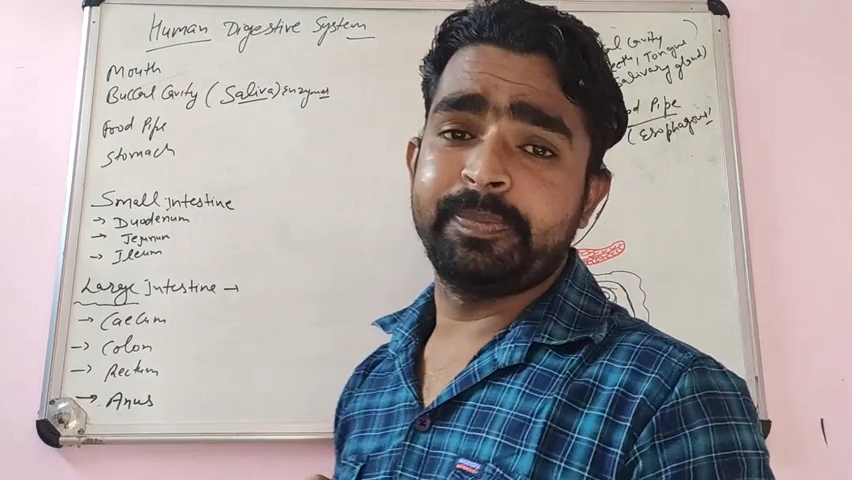 Human Digestive System
Mouth
Buccal Cavity (Saliva) Enzymes
Food Pipe
Stomach
Small Intestine
→ Duodenum
→ Jejunum
→ Ileum
Large Intestine →
→ Caecum
→ Colon
→ Rectum
→ Anus
Cavity
Tongue
Salivary gland)
Pipe
(Esophagous)